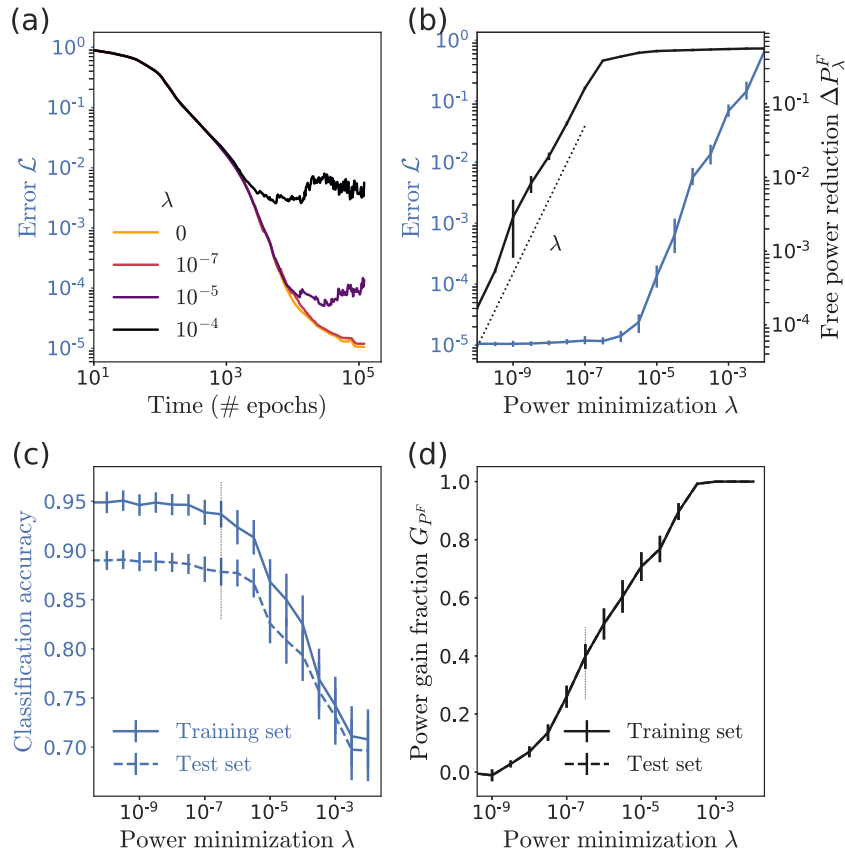 (a)
10^0
10^-1
10^-2
10^-3
10^-4
10^-5
Error ℒ
λ
0
10^-7
10^-5
10^-4
10^1
10^3
10^5
Time (# epochs)
(b)
10^0
10^-1
10^-2
10^-3
10^-4
10^-5
Error ℒ
λ
10^-1
10^-2
10^-3
10^-4
Free power reduction ΔP_λ^F
10^-9
10^-7
10^-5
10^-3
Power minimization λ
(c)
0.95
0.90
0.85
0.80
0.75
0.70
Classification accuracy
Training set
Test set
10^-9
10^-7
10^-5
10^-3
Power minimization λ
(d)
1.0
0.8
0.6
0.4
0.2
0.0
Power gain fraction G_{P^F}
Training set
Test set
10^-9
10^-7
10^-5
10^-3
Power minimization λ